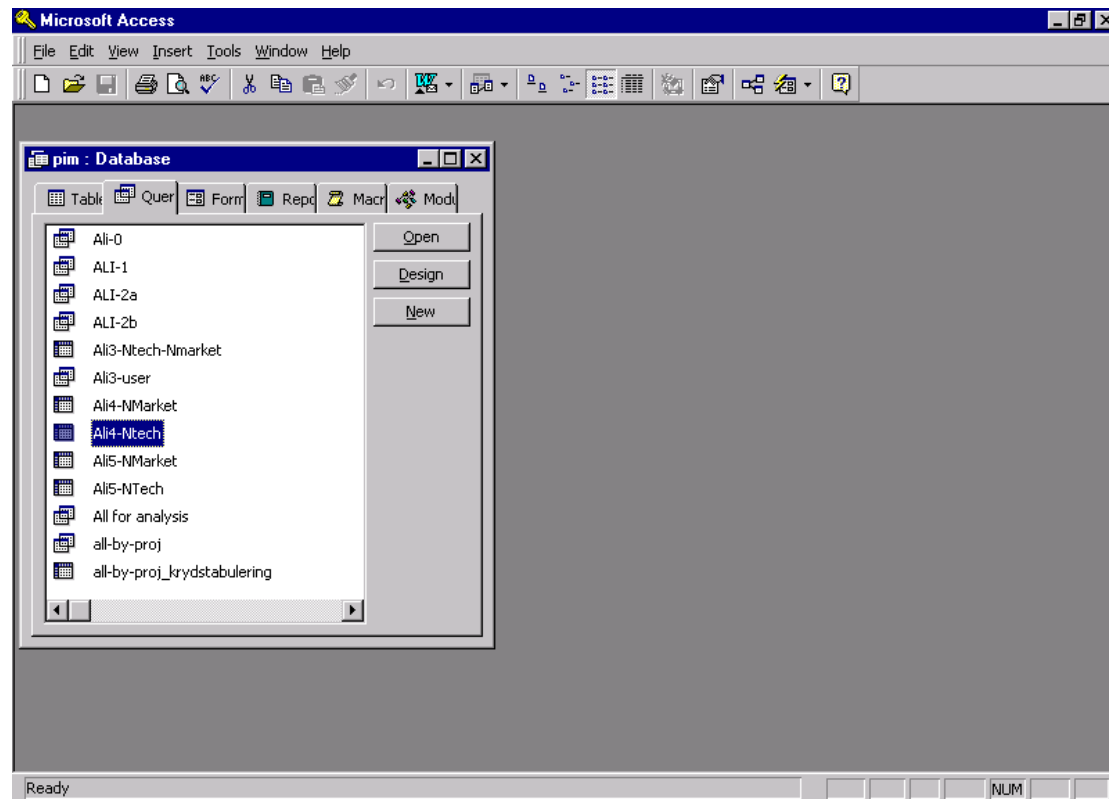 Microsoft Access
File Edit View Insert Tools Window Help
ABC
W
?
pim : Database
Table Quer Form Repo Macr Modu
Ali-0
Open
ALI-1
Design
ALI-2a
New
ALI-2b
Ali3-Ntech-Nmarket
Ali3-user
Ali4-NMarket
Ali4-Ntech
Ali5-NMarket
Ali5-NTech
All for analysis
all-by-proj
all-by-proj_krydstabulering
Ready NUM